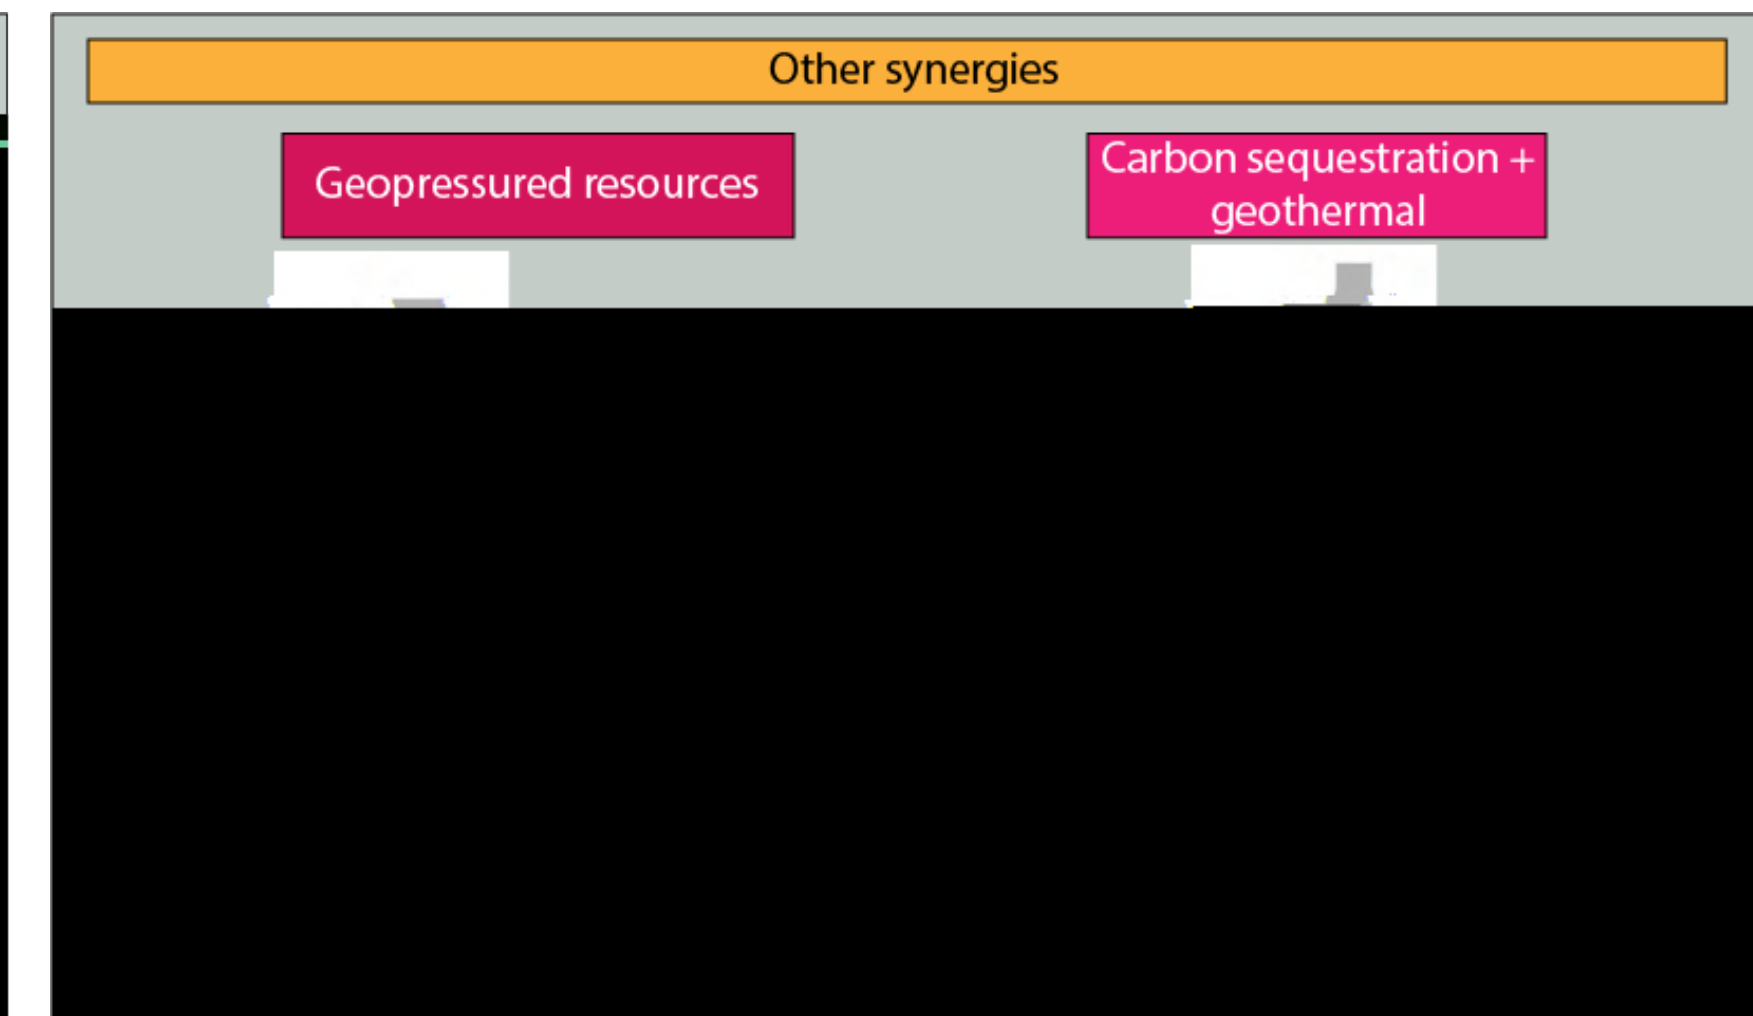 Other synergies
Geopressured resources
Carbon sequestration +
geothermal